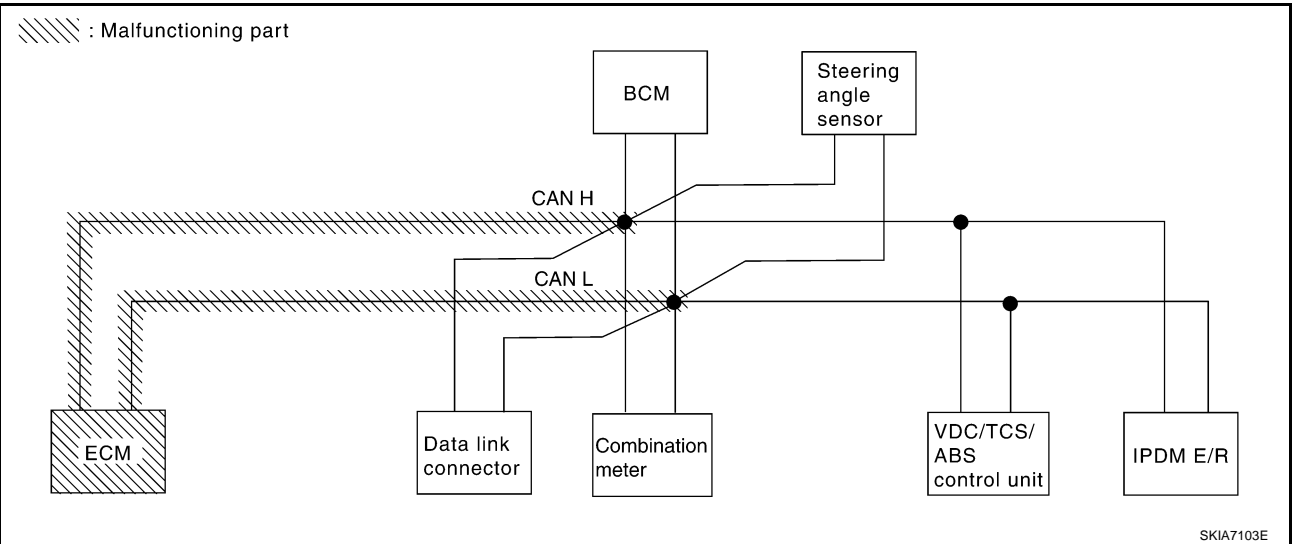 : Malfunctioning part
BCM
Steering
angle
sensor
CAN H
CAN L
ECM
Data link
connector
Combination
meter
VDC/TCS/
ABS
control unit
IPDM E/R
SKIA7103E